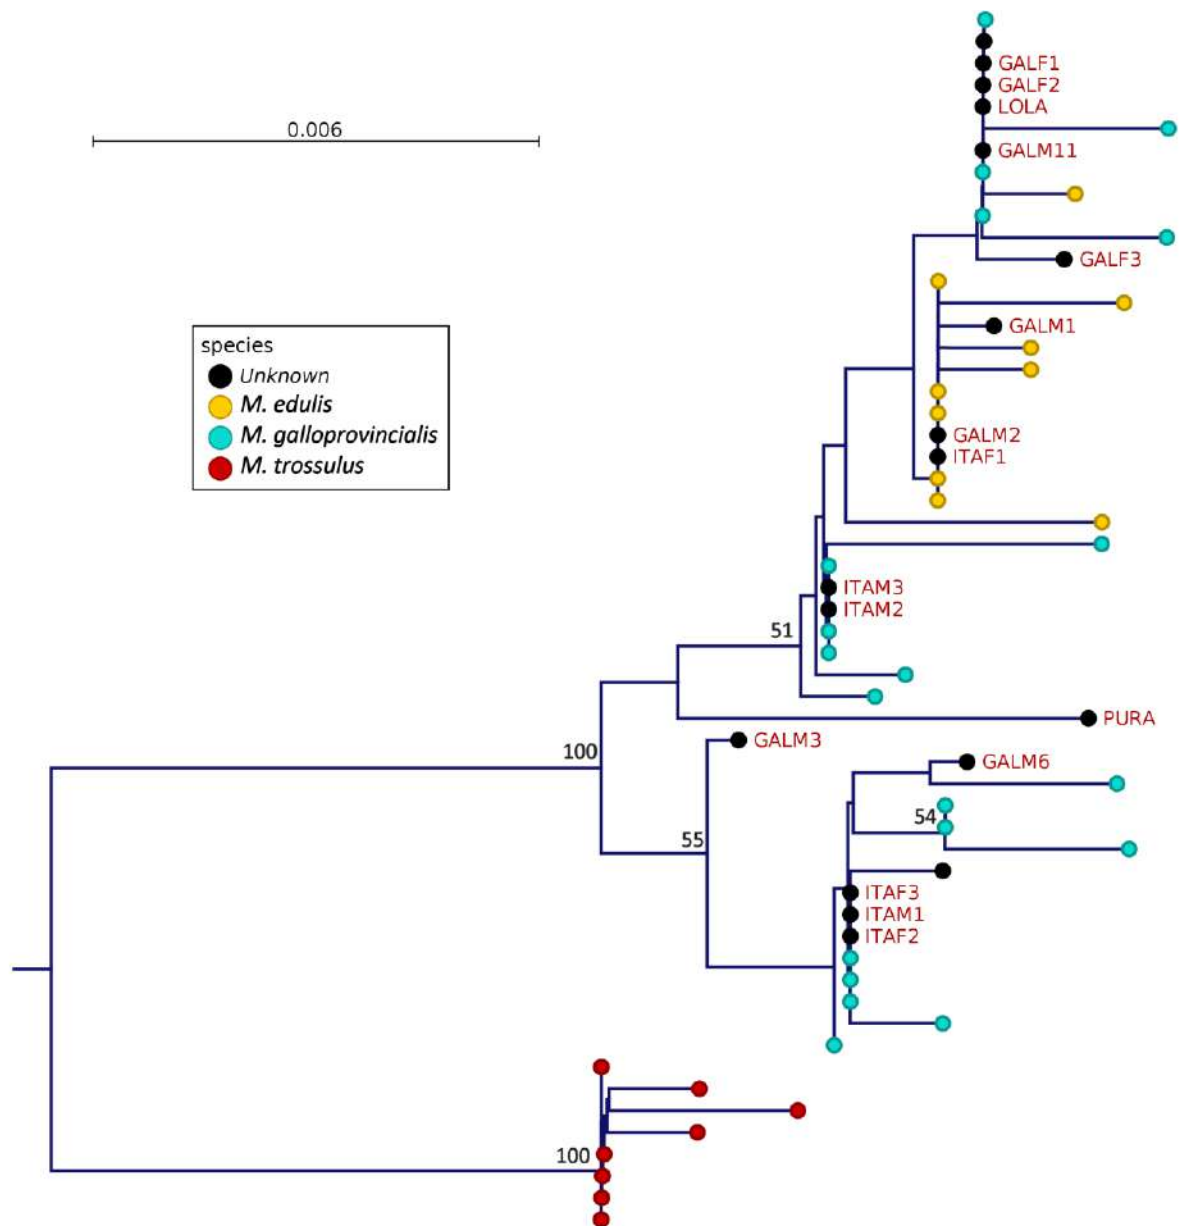 GALF1
GALF2
LOLA
0.006
GALM11
GALF3
GALM1
species
Unknown
M. edulis
M. galloprovincialis
M. trossulus
GALM2
ITAF1
ITAM3
ITAM2
51
PURA
GALM3
100
GALM6
54
55
ITAF3
ITAM1
ITAF2
100